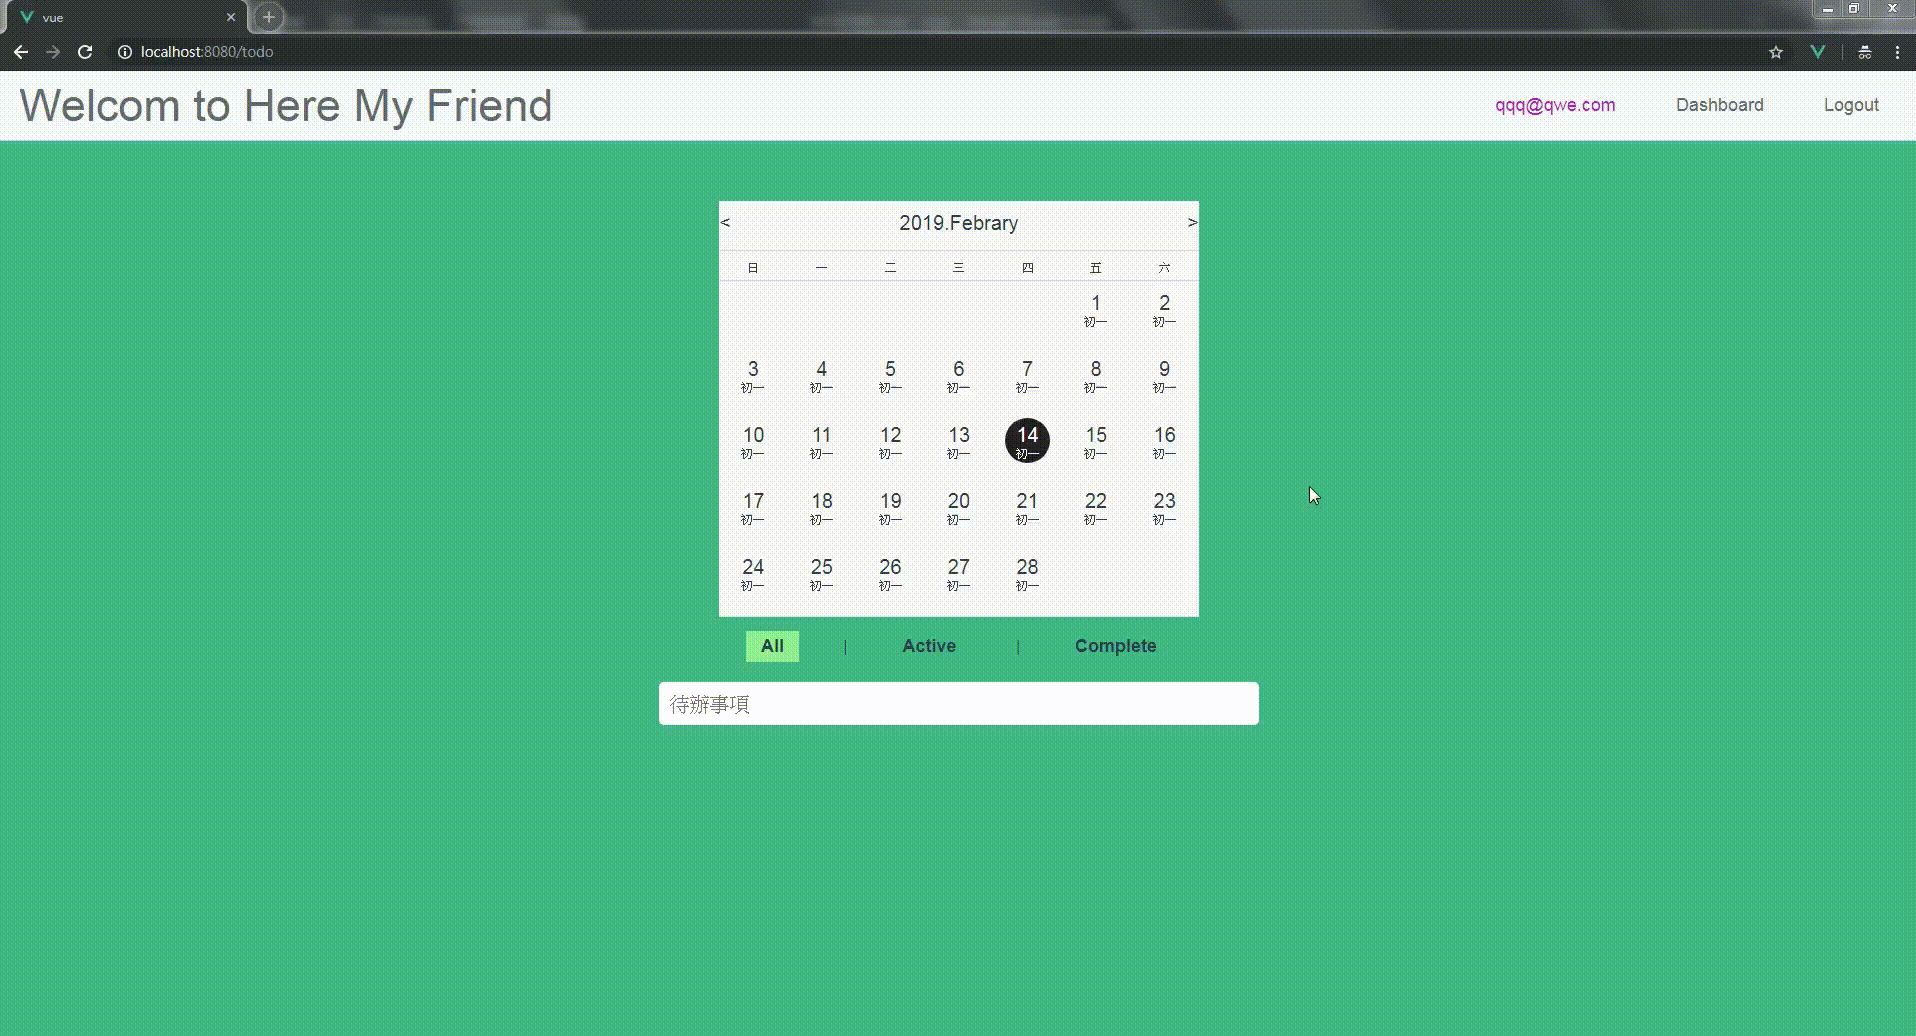 vue
localhost:8080/todo
Welcom to Here My Friend
qqq@qwe.com Dashboard Logout
< 2019.Febrary >
日 一 二 三 四 五 六
1 2
初一 初一
3 4 5 6 7 8 9
初一 初一 初一 初一 初一 初一 初一
10 11 12 13 14 15 16
初一 初一 初一 初一 初一 初一 初一
17 18 19 20 21 22 23
初一 初一 初一 初一 初一 初一 初一
24 25 26 27 28
初一 初一 初一 初一 初一
All | Active | Complete
待辦事項